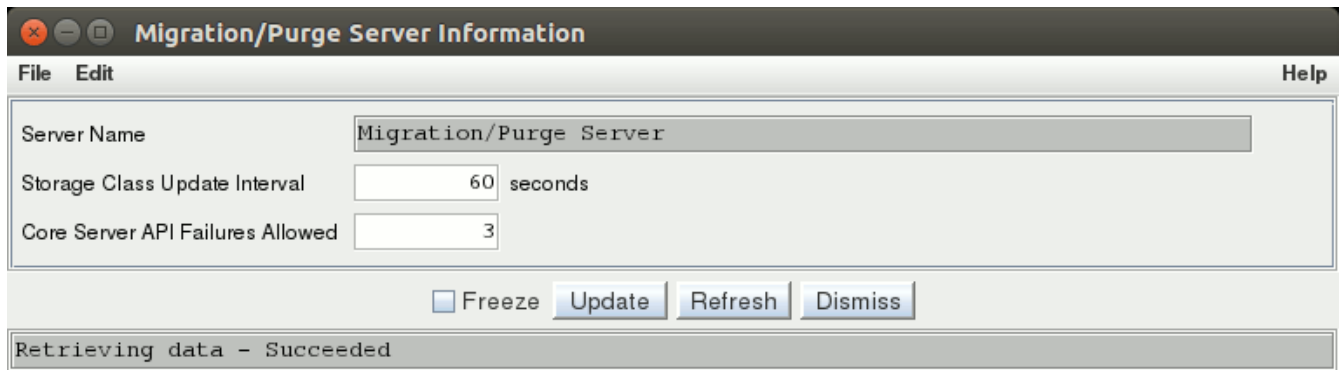 Migration/Purge Server Information
File Edit Help
Server Name Migration/Purge Server
Storage Class Update Interval 60 seconds
Core Server API Failures Allowed 3
Freeze Update Refresh Dismiss
Retrieving data - Succeeded